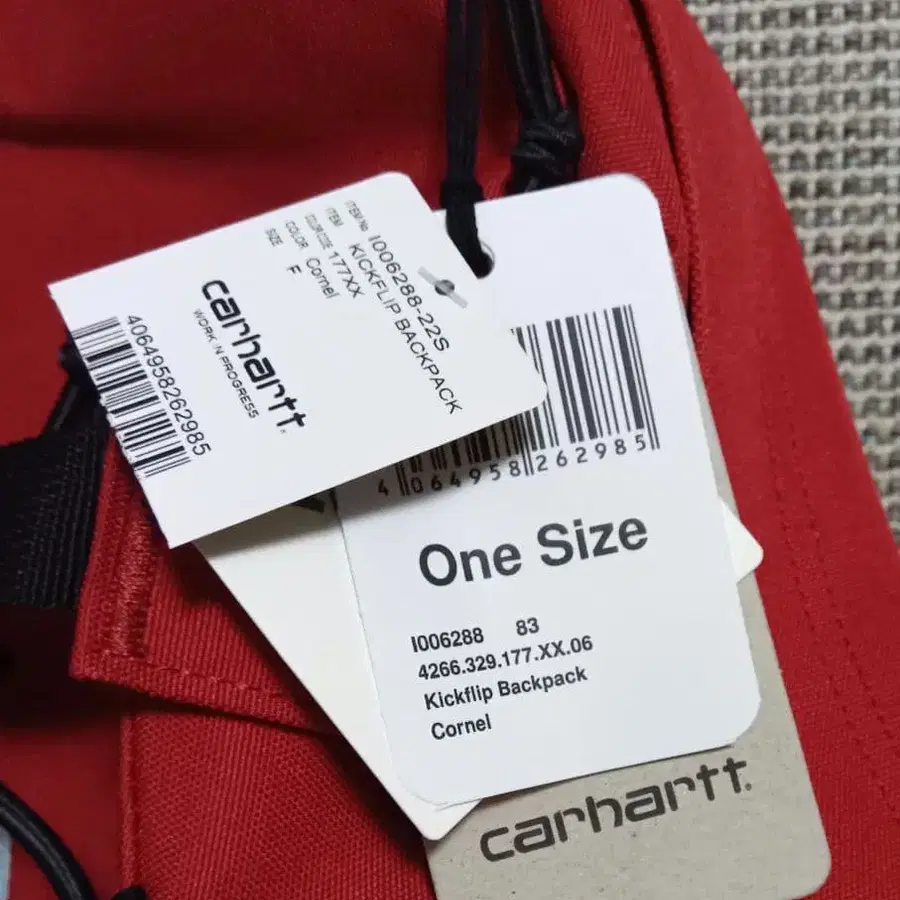 ITEM No I006288-22S
ITEM KICKFLIP BACKPACK
COLOR CODE 177XX
COLOR Cornel
SIZE F
carhartt
WORK IN PROGRESS
4064958262985
4 064958 262985
One Size
I006288 83
4266.329.177.XX.06
Kickflip Backpack
Cornel
carhartt